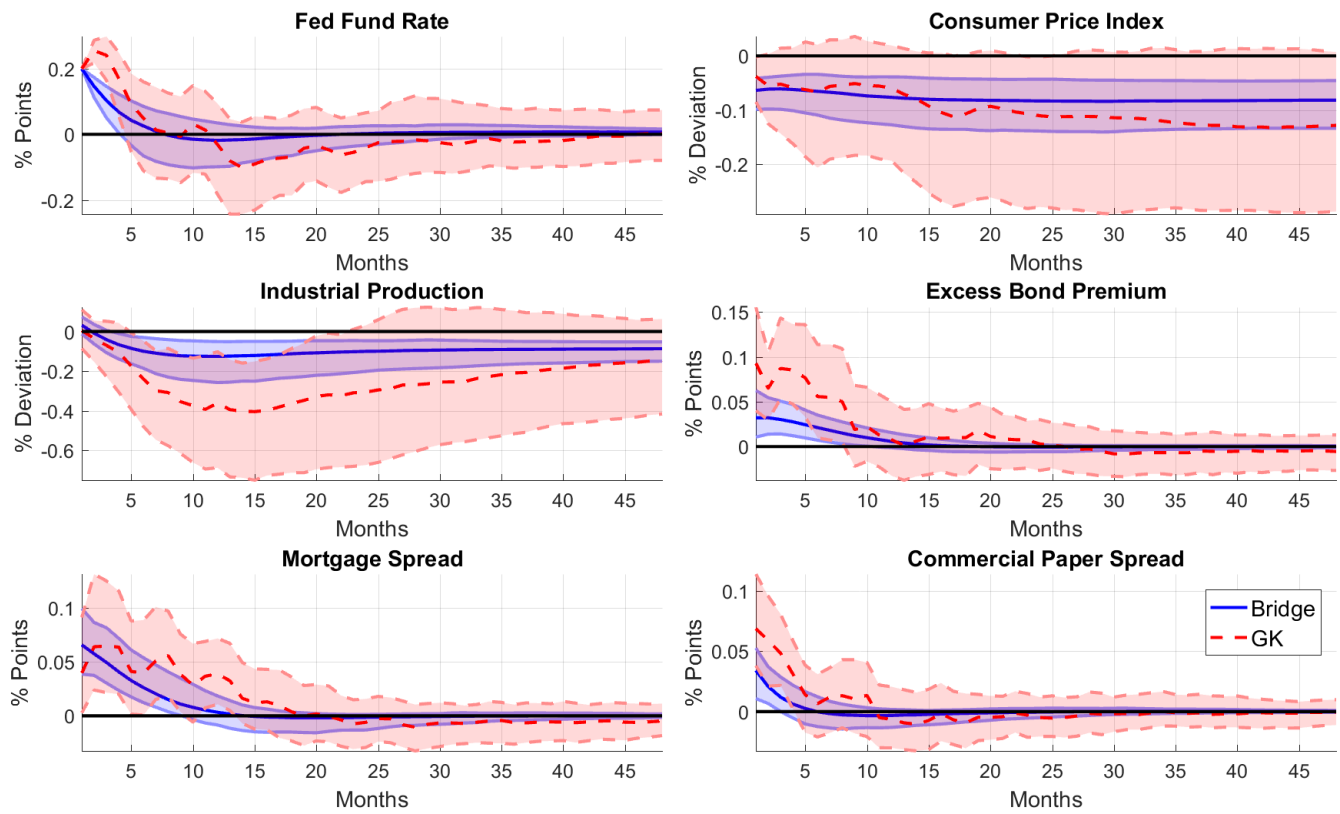 Fed Fund Rate
% Points
0.2
0
-0.2
5 10 15 20 25 30 35 40 45
Months
Consumer Price Index
% Deviation
0
-0.1
-0.2
5 10 15 20 25 30 35 40 45
Months
Industrial Production
% Deviation
0
-0.2
-0.4
-0.6
5 10 15 20 25 30 35 40 45
Months
Excess Bond Premium
% Points
0.15
0.1
0.05
0
5 10 15 20 25 30 35 40 45
Months
Mortgage Spread
% Points
0.1
0.05
0
5 10 15 20 25 30 35 40 45
Months
Commercial Paper Spread
% Points
0.1
0.05
0
5 10 15 20 25 30 35 40 45
Months
Bridge
GK